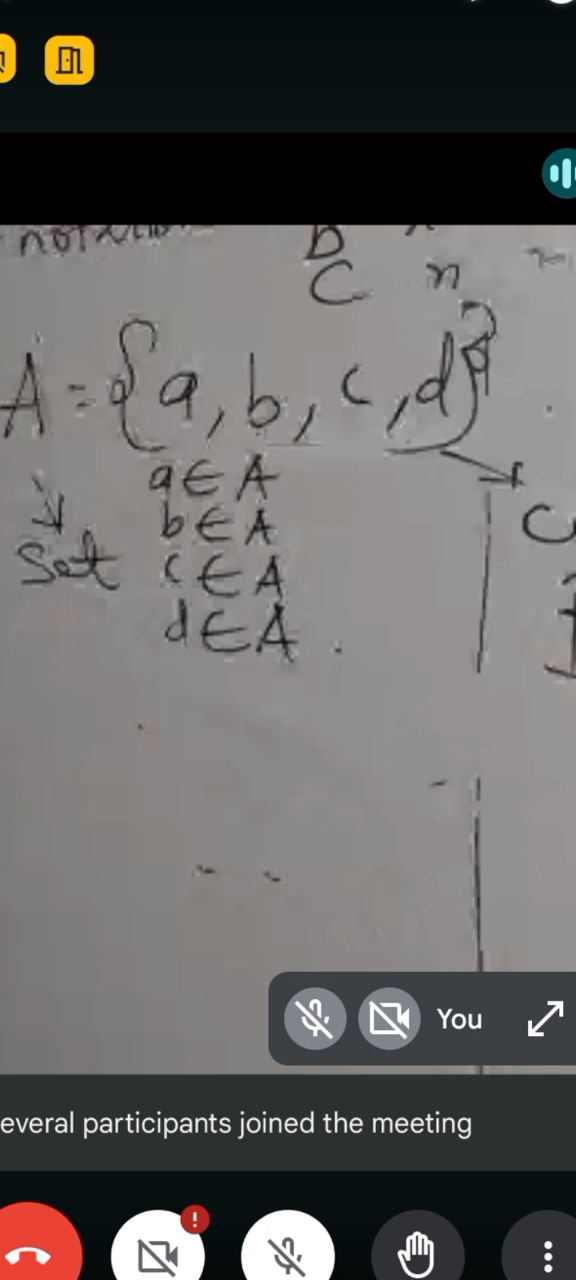 b
C n
A = {a, b, c, d}
a ∈ A
b ∈ A
Set c ∈ A
d ∈ A .
C
You
everal participants joined the meeting